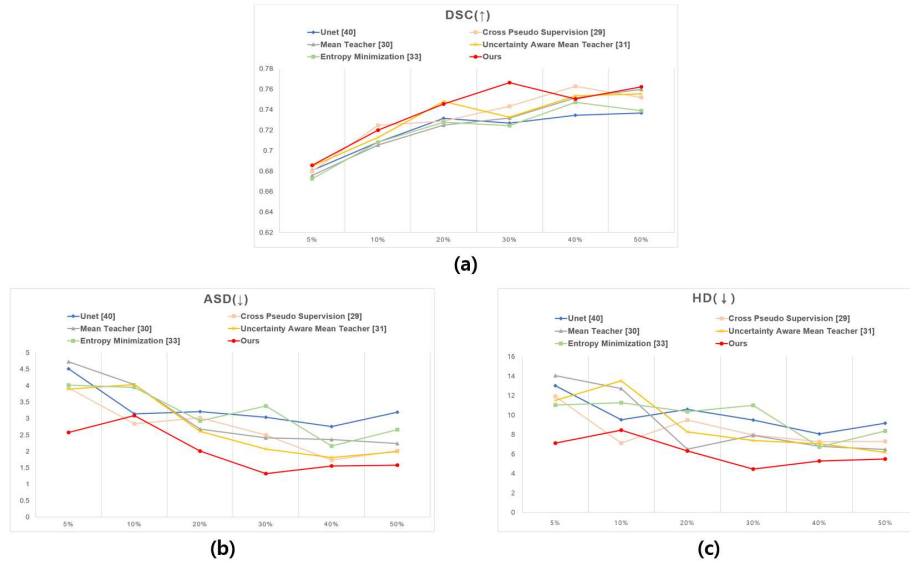 DSC(↑)
Unet [40] Cross Pseudo Supervision [29]
Mean Teacher [30] Uncertainty Aware Mean Teacher [31]
Entropy Minimization [33] Ours
0.78
0.76
0.74
0.72
0.7
0.68
0.66
0.64
0.62
5% 10% 20% 30% 40% 50%
(a)
ASD(↓)
Unet [40] Cross Pseudo Supervision [29]
Mean Teacher [30] Uncertainty Aware Mean Teacher [31]
Entropy Minimization [33] Ours
5
4.5
4
3.5
3
2.5
2
1.5
1
0.5
0
5% 10% 20% 30% 40% 50%
(b)
HD(↓)
Unet [40] Cross Pseudo Supervision [29]
Mean Teacher [30] Uncertainty Aware Mean Teacher [31]
Entropy Minimization [33] Ours
16
14
12
10
8
6
4
2
0
5% 10% 20% 30% 40% 50%
(c)